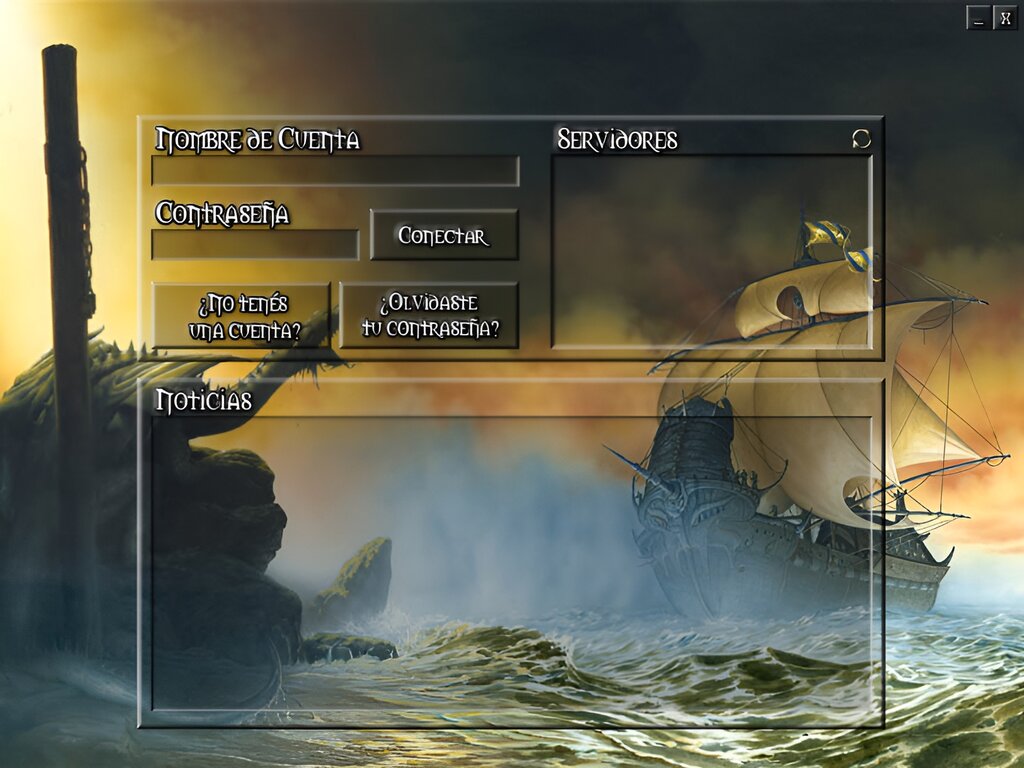 Nombre de Cuenta
Servidores
Contraseña
Conectar
¿No tenés
una cuenta?
¿Olvidaste
tu contraseña?
Noticias
_ X